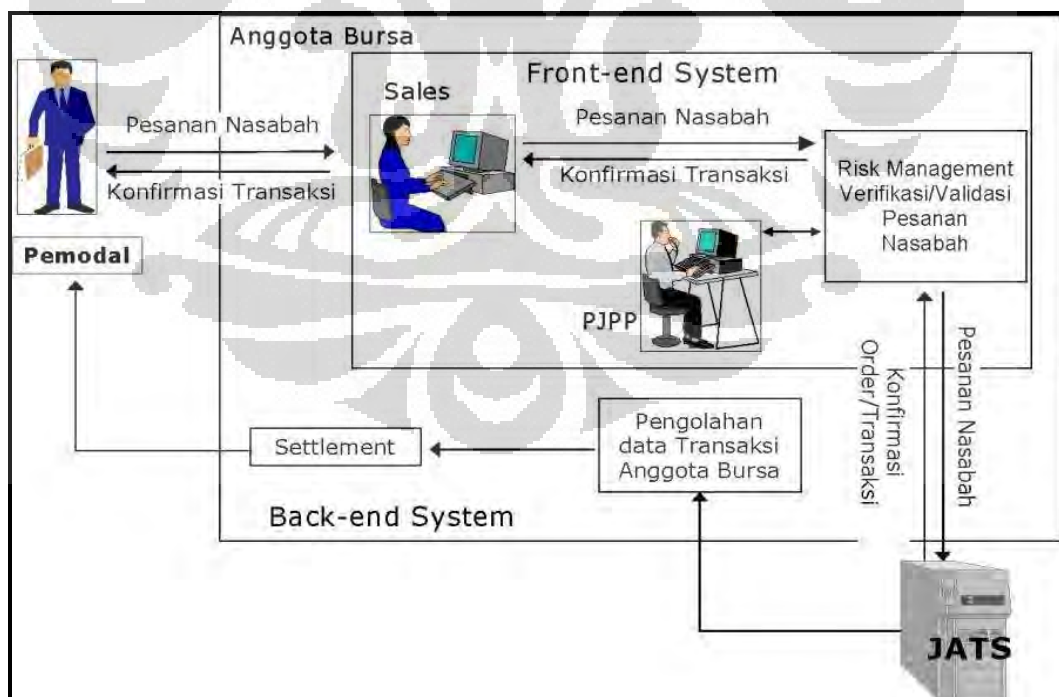 Anggota Bursa
Front-end System
Sales
Pesanan Nasabah
Konfirmasi Transaksi
Pesanan Nasabah
Konfirmasi Transaksi
Risk Management
Verifikasi/Validasi
Pesanan
Nasabah
Pemodal
PJPP
Konfirmasi
Order/Transaksi
Pesanan Nasabah
Settlement
Pengolahan
data Transaksi
Anggota Bursa
Back-end System
JATS